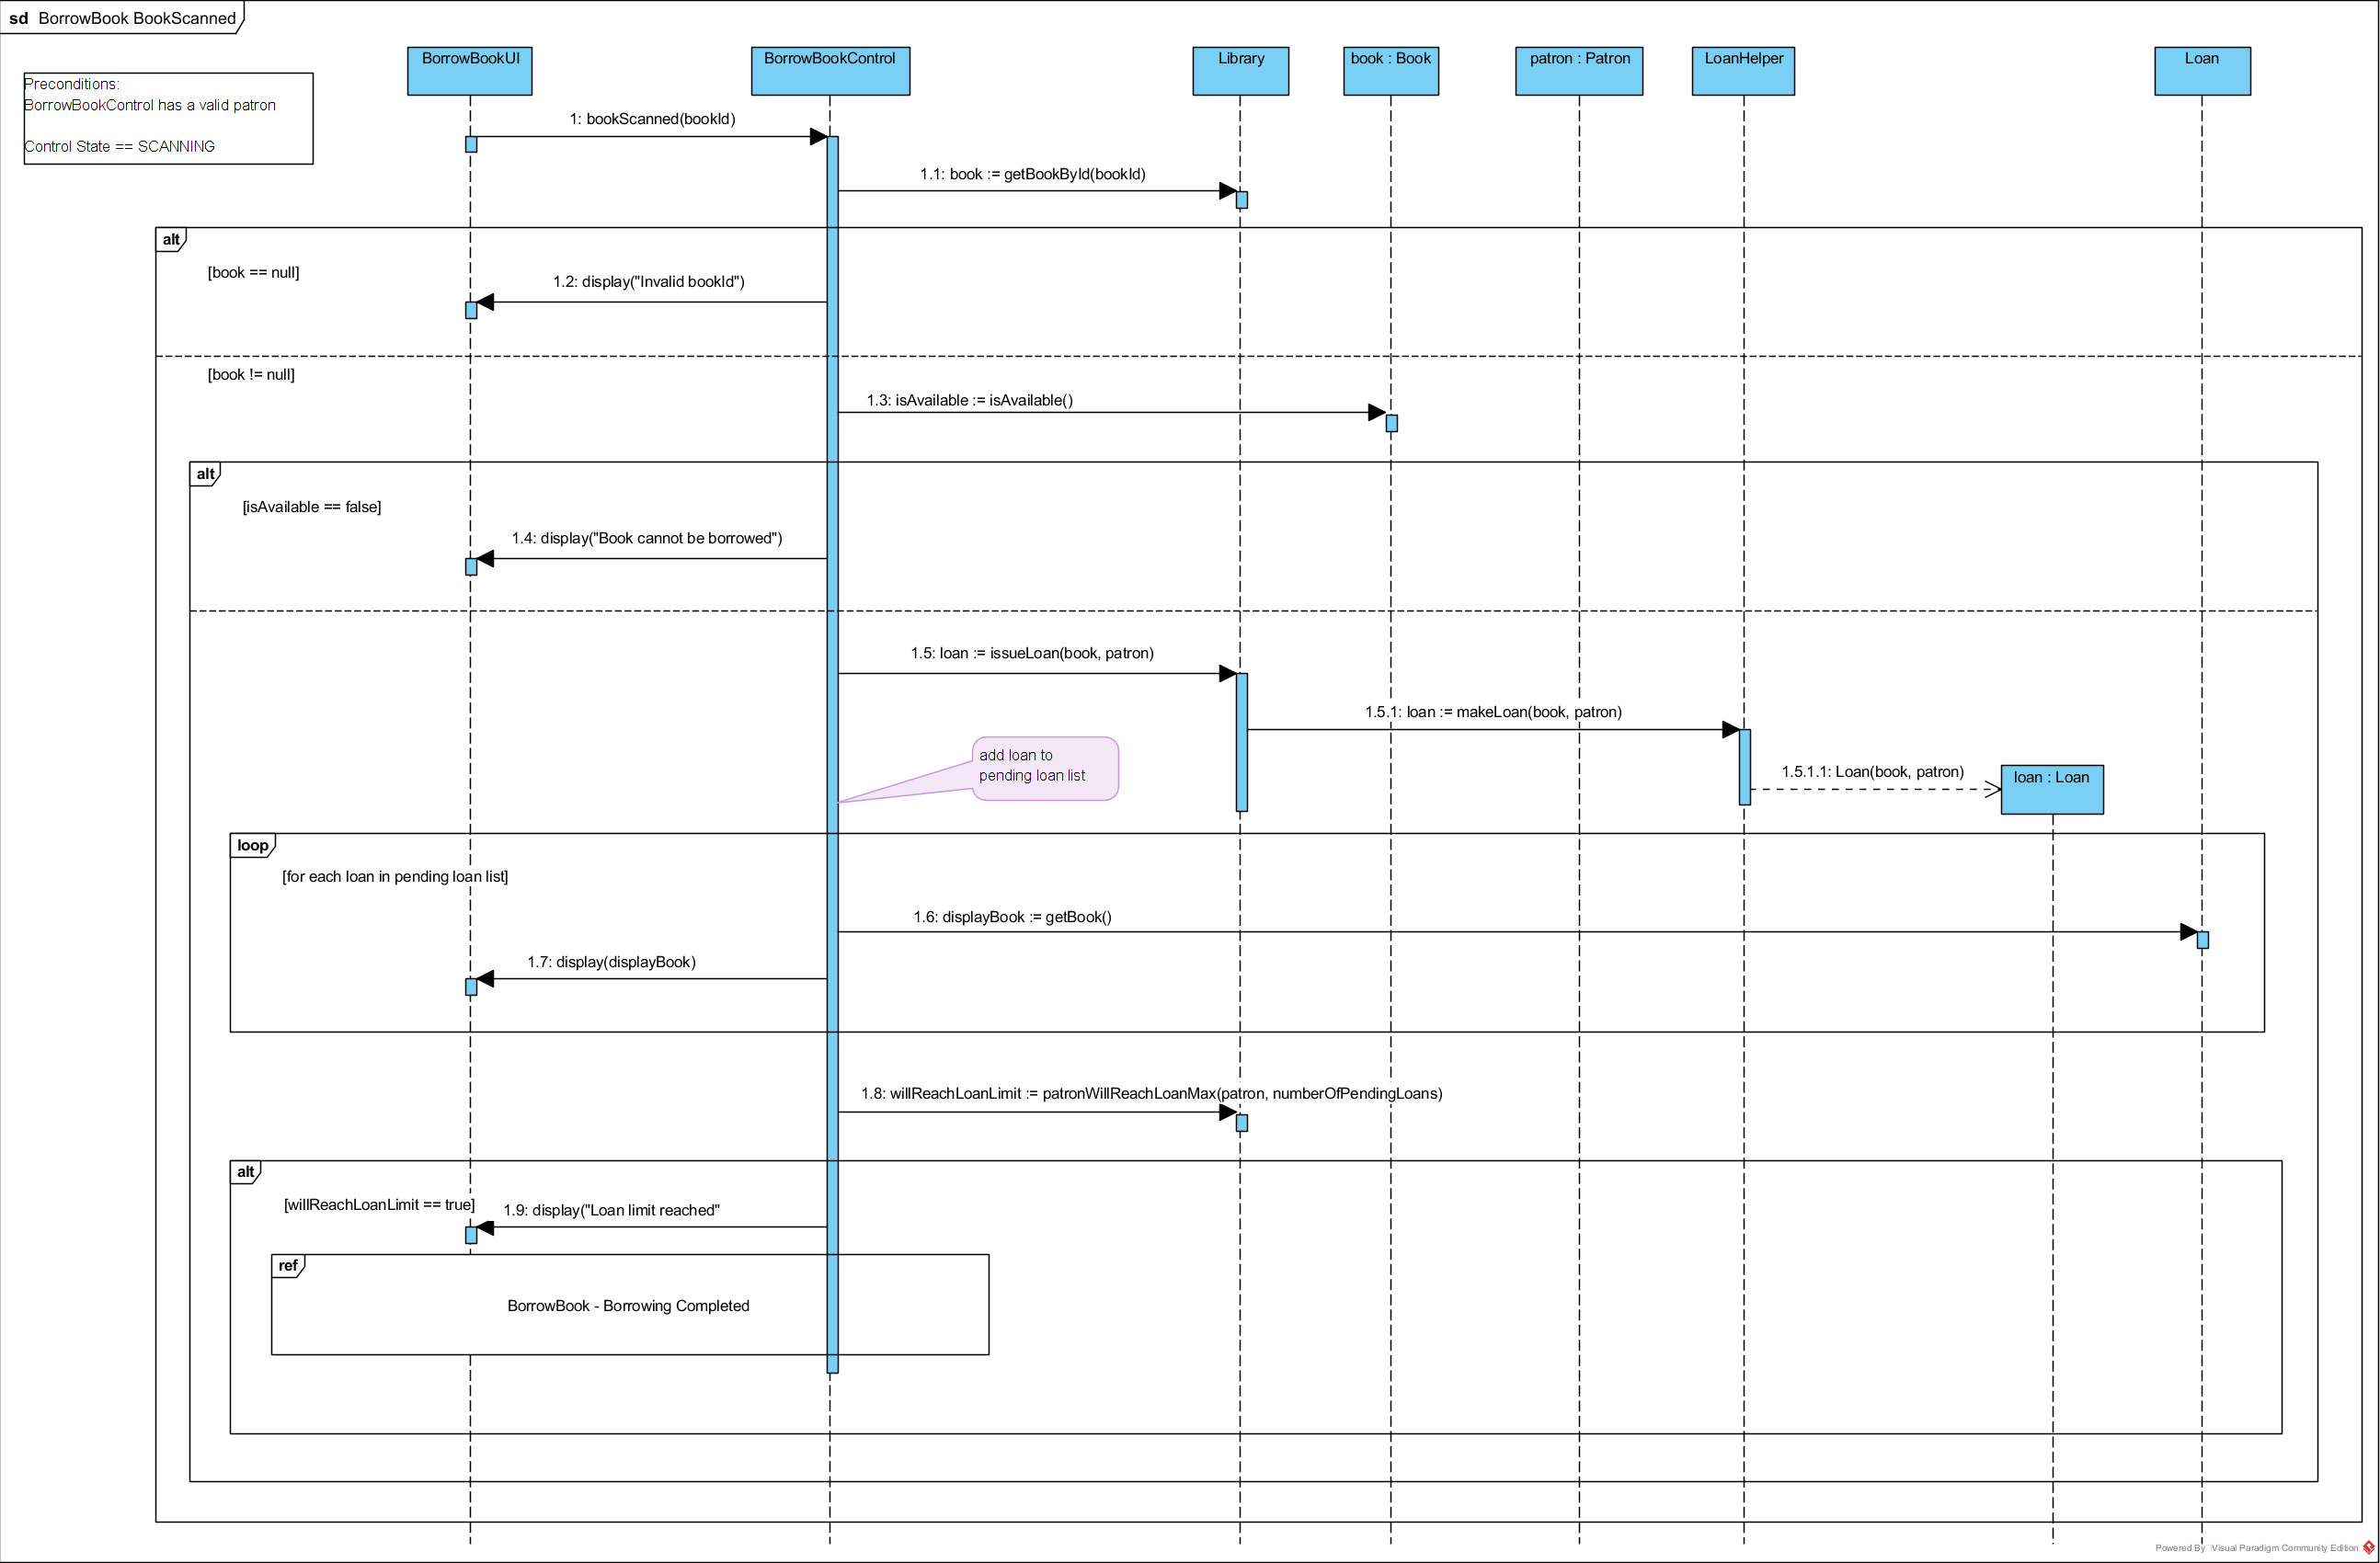 sd BorrowBook BookScanned
Preconditions:
BorrowBookControl has a valid patron
Control State == SCANNING
BorrowBookUI
BorrowBookControl
Library
book : Book
patron : Patron
LoanHelper
Loan
1: bookScanned(bookId)
1.1: book := getBookById(bookId)
alt
[book == null]
1.2: display("Invalid bookId")
[book != null]
1.3: isAvailable := isAvailable()
alt
[isAvailable == false]
1.4: display("Book cannot be borrowed")
1.5: loan := issueLoan(book, patron)
1.5.1: loan := makeLoan(book, patron)
add loan to
pending loan list
1.5.1.1: Loan(book, patron)
loan : Loan
loop
[for each loan in pending loan list]
1.6: displayBook := getBook()
1.7: display(displayBook)
1.8: willReachLoanLimit := patronWillReachLoanMax(patron, numberOfPendingLoans)
alt
[willReachLoanLimit == true]
1.9: display("Loan limit reached"
ref
BorrowBook - Borrowing Completed
Powered By Visual Paradigm Community Edition